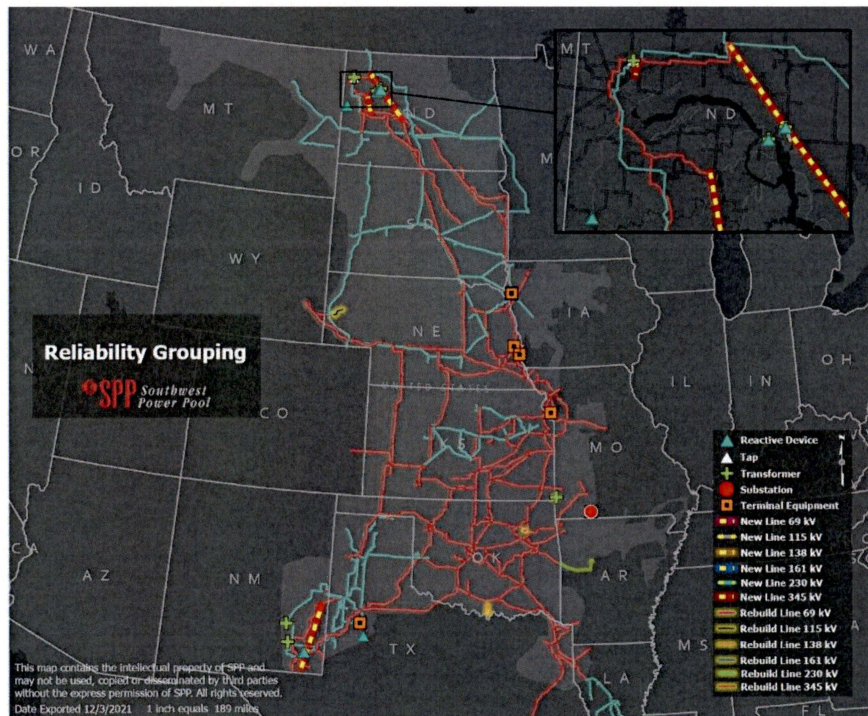 WA
MT
ND
MT
ND
OR
ID
SD
WY
IA
NE
Reliability Grouping
SPP Southwest
Power Pool
UNITED STATES
OH
IL
IN
CO
KS
MO
Reactive Device
Tap
Transformer
Substation
Terminal Equipment
New Line 69 kV
New Line 115 kV
New Line 138 kV
New Line 161 kV
New Line 230 kV
New Line 345 kV
Rebuild Line 69 kV
Rebuild Line 115 kV
Rebuild Line 138 kV
Rebuild Line 161 kV
Rebuild Line 230 kV
Rebuild Line 345 kV
N
CA
AZ
NM
OK
AR
TX
MS
LA
FL
This map contains the intellectual property of SPP and
may not be used, copied or disseminated by third parties
without the express permission of SPP. All rights reserved.
Date Exported 12/3/2021 1 inch equals 189 miles